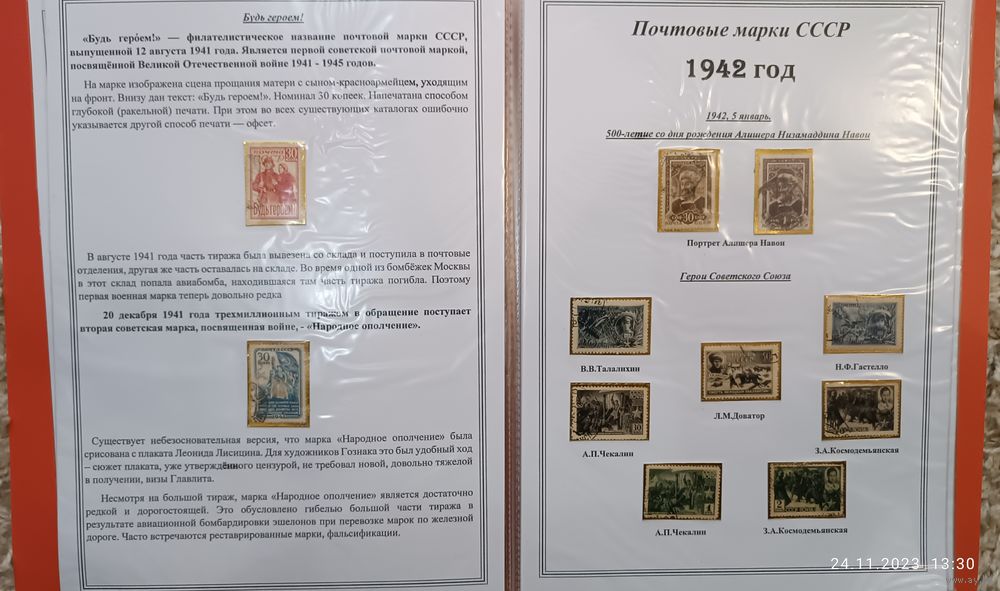 Будь героем!
«Будь геро́ем!» — филателистическое название почтовой марки СССР,
выпущенной 12 августа 1941 года. Является первой советской почтовой маркой,
посвящённой Великой Отечественной войне 1941 - 1945 годов.
На марке изображена сцена прощания матери с сыном-красноармейцем, уходящим
на фронт. Внизу дан текст: «Будь героем!». Номинал 30 копеек. Напечатана способом
глубокой (ракельной) печати. При этом во всех существующих каталогах ошибочно
указывается другой способ печати — офсет.
30
Будь героем!
В августе 1941 года часть тиража была вывезена со склада и поступила в почтовые
отделения, другая же часть оставалась на складе. Во время одной из бомбёжек Москвы
в этот склад попала авиабомба, находившаяся там часть тиража погибла. Поэтому
первая военная марка теперь довольно редка
20 декабря 1941 года трехмиллионным тиражом в обращение поступает
вторая советская марка, посвященная войне, - «Народное ополчение».
30
Существует небезосновательная версия, что марка «Народное ополчение» была
срисована с плаката Леонида Лисицина. Для художников Гознака это был удобный ход
– сюжет плаката, уже утверждённо цензурой, не требовал новой, довольно тяжелой
в получении, визы Главлита.
Несмотря на большой тираж, марка «Народное ополчение» является достаточно
редкой и дорогостоящей. Это обусловлено гибелью большой части тиража в
результате авиационной бомбардировки эшелонов при перевозке марок по железной
дороге. Часто встречаются реставрированные марки, фальсификации.
Почтовые марки СССР
1942 год
1942, 5 январь.
500-летие со дня рождения Алишера Низамаддина Навои
30
Портрет Алишера Навои
Герои Советского Союза
В.В.Талалихин
Н.Ф.Гастелло
Л.М.Доватор
30
А.П.Чекалин
З.А.Космодемьянская
А.П.Чекалин
З.А.Космодемьянская
24.11.2023 13:30